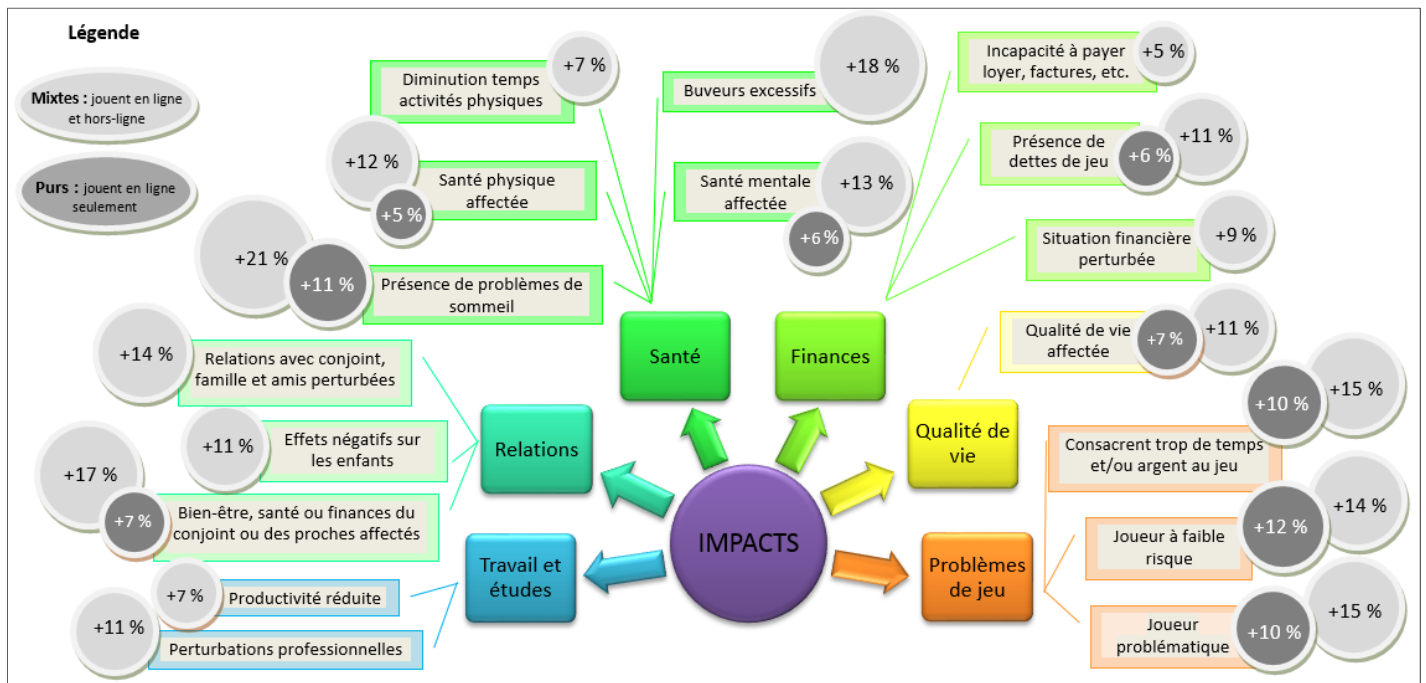 Légende
Mixtes : jouent en ligne
et hors-ligne
Purs : jouent en ligne
seulement
Diminution temps
activités physiques
+7 %
Santé physique
affectée
+12 %
+5 %
Présence de problèmes de
sommeil
+21 %
+11 %
Buveurs excessifs
+18 %
Santé mentale
affectée
+13 %
+6 %
Incapacité à payer
loyer, factures, etc.
+5 %
Présence de
dettes de jeu
+6 %
+11 %
Situation financière
perturbée
+9 %
Santé
Finances
Qualité de vie
affectée
+7 %
+11 %
Qualité de
vie
Relations avec conjoint,
famille et amis perturbées
+14 %
Effets négatifs sur
les enfants
+11 %
Bien-être, santé ou finances du
conjoint ou des proches affectés
+17 %
+7 %
Relations
Consacrent trop de temps
et/ou argent au jeu
+10 %
+15 %
Joueur à faible
risque
+12 %
+14 %
Joueur
problématique
+10 %
+15 %
Problèmes
de jeu
IMPACTS
Travail et
études
Productivité réduite
+7 %
Perturbations professionnelles
+11 %